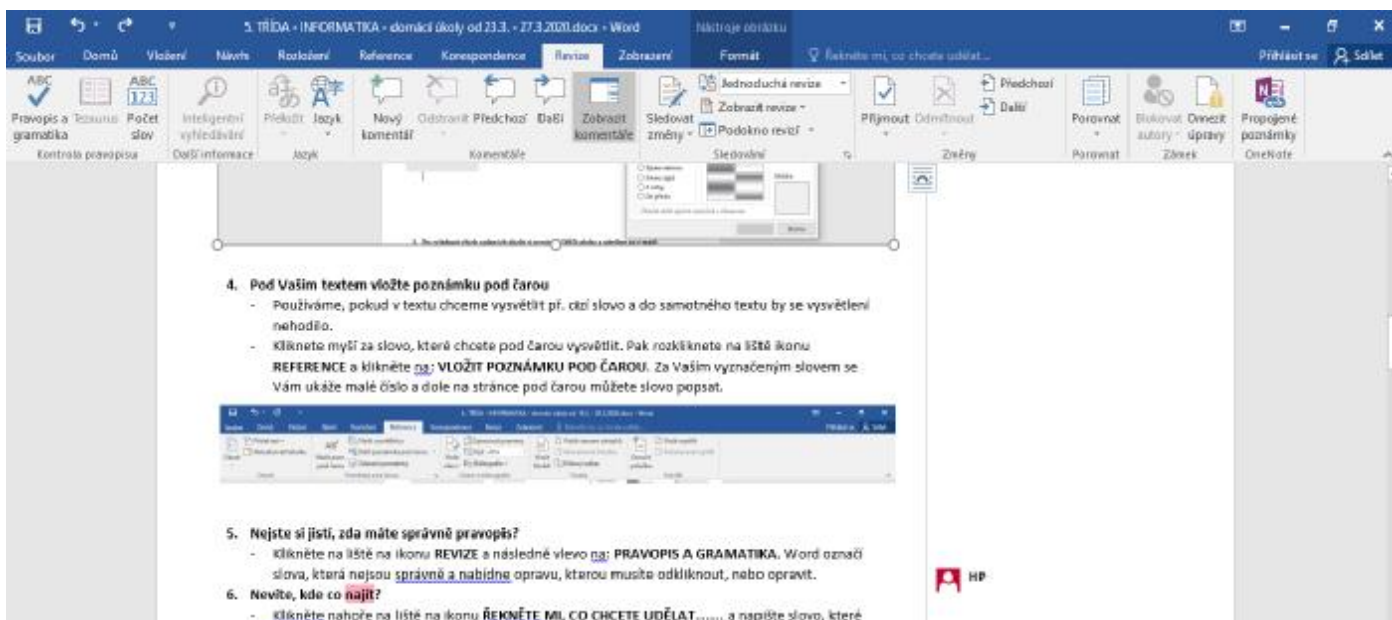 5. TŘÍDA - INFORMATIKA - domácí úkoly od 23.3. - 27.3.2020.docx - Word Nástroje obrázku
Soubor Domů Vložení Návrh Rozložení Reference Korespondence Revize Zobrazení Formát Řekněte mi, co chcete udělat... Přihlásit se Sdílet
ABC ABC 123 Jednoduchá revize Předchozí
Pravopis a gramatika Tezaurus Počet slov Inteligentní vyhledávání Přeložit Jazyk Nový komentář Odstranit Předchozí Další Zobrazit komentáře Sledovat změny Zobrazit revize Podokno revizí Přijmout Odmítnout Další Porovnat Blokovat autory Omezit úpravy Propojené poznámky
Kontrola pravopisu Další informace Jazyk Komentáře Sledování Změny Porovnat Zámek OneNote
4. Pod Vašim textem vložte poznámku pod čarou
- Používáme, pokud v textu chceme vysvětlit př. cizí slovo a do samotného textu by se vysvětlení
nehodilo.
- Kliknete myší za slovo, které chcete pod čarou vysvětlit. Pak rozkliknete na liště ikonu
REFERENCE a klikněte na: VLOŽIT POZNÁMKU POD ČAROU. Za Vaším vyznačeným slovem se
Vám ukáže malé číslo a dole na stránce pod čarou můžete slovo popsat.
5. Nejste si jistí, zda máte správně pravopis?
- Klikněte na liště na ikonu REVIZE a následně vlevo na: PRAVOPIS A GRAMATIKA. Word označí
slova, která nejsou správně a nabídne opravu, kterou musíte odkliknout, nebo opravit.
HP
6. Nevíte, kde co najít?
- Klikněte nahoře na liště na ikonu ŘEKNĚTE MI, CO CHCETE UDĚLAT....... a napište slovo, které